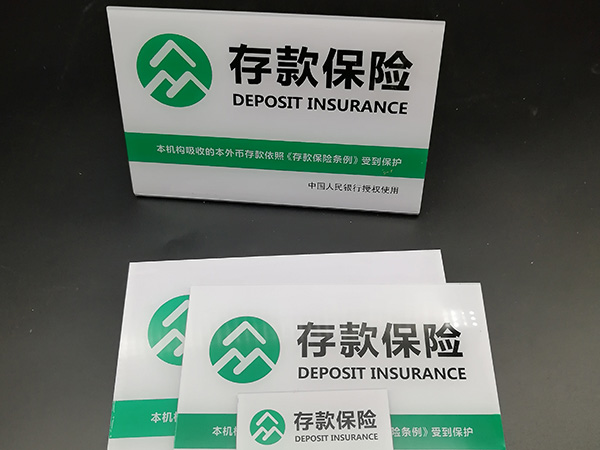 存款保险
DEPOSIT INSURANCE
本机构吸收的本外币存款依照《存款保险条例》受到保护
中国人民银行授权使用
存款保险
DEPOSIT INSURANCE
本机构
本机
险条例》受到保护
存款保险
DEPOSIT INSURANCE